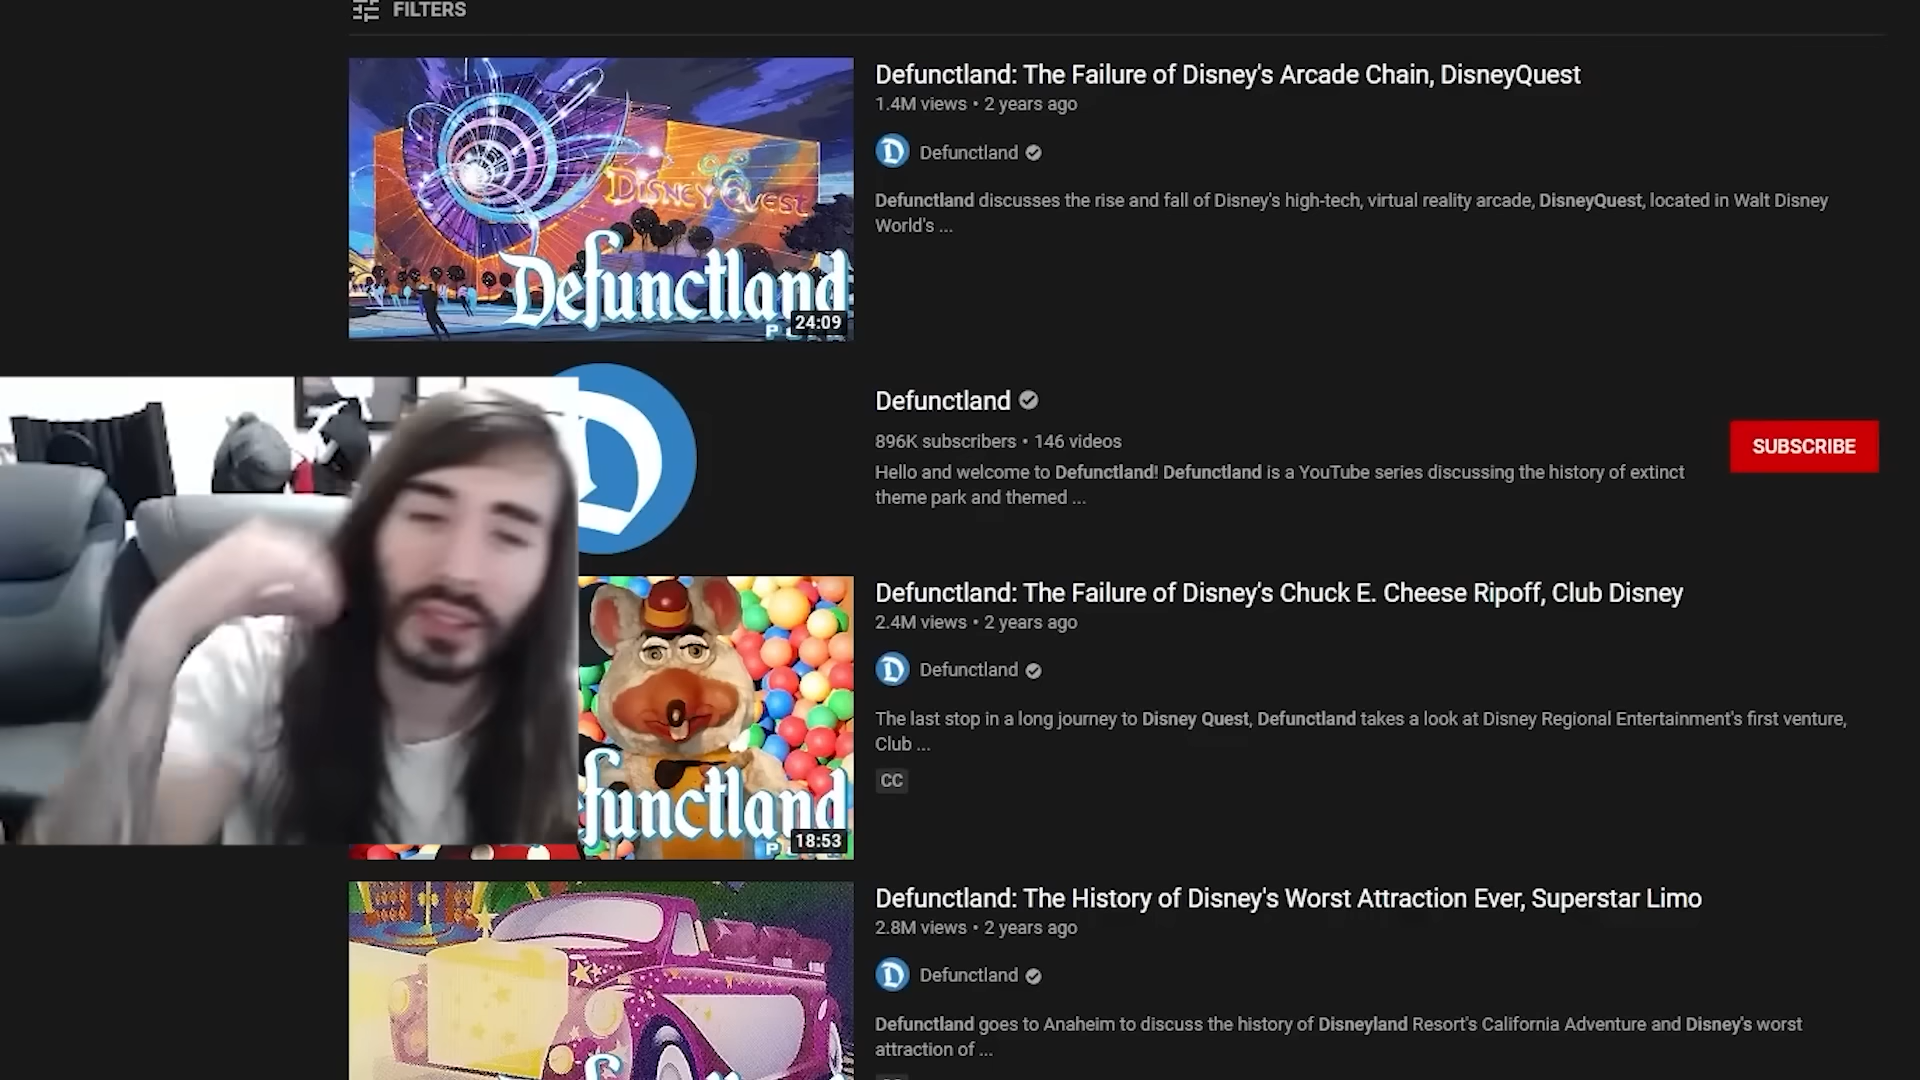 FILTERS
DISNEY QUEST
Defunctland
24:09
Defunctland: The Failure of Disney's Arcade Chain, DisneyQuest
1.4M views • 2 years ago
Defunctland
Defunctland discusses the rise and fall of Disney's high-tech, virtual reality arcade, DisneyQuest, located in Walt Disney
World's ...
D
Defunctland
896K subscribers • 146 videos
Hello and welcome to Defunctland! Defunctland is a YouTube series discussing the history of extinct
theme park and themed ...
SUBSCRIBE
functland
18:53
Defunctland: The Failure of Disney's Chuck E. Cheese Ripoff, Club Disney
2.4M views • 2 years ago
Defunctland
The last stop in a long journey to Disney Quest, Defunctland takes a look at Disney Regional Entertainment's first venture,
Club ...
CC
Defunctland: The History of Disney's Worst Attraction Ever, Superstar Limo
2.8M views • 2 years ago
Defunctland
Defunctland goes to Anaheim to discuss the history of Disneyland Resort's California Adventure and Disney's worst
attraction of ...